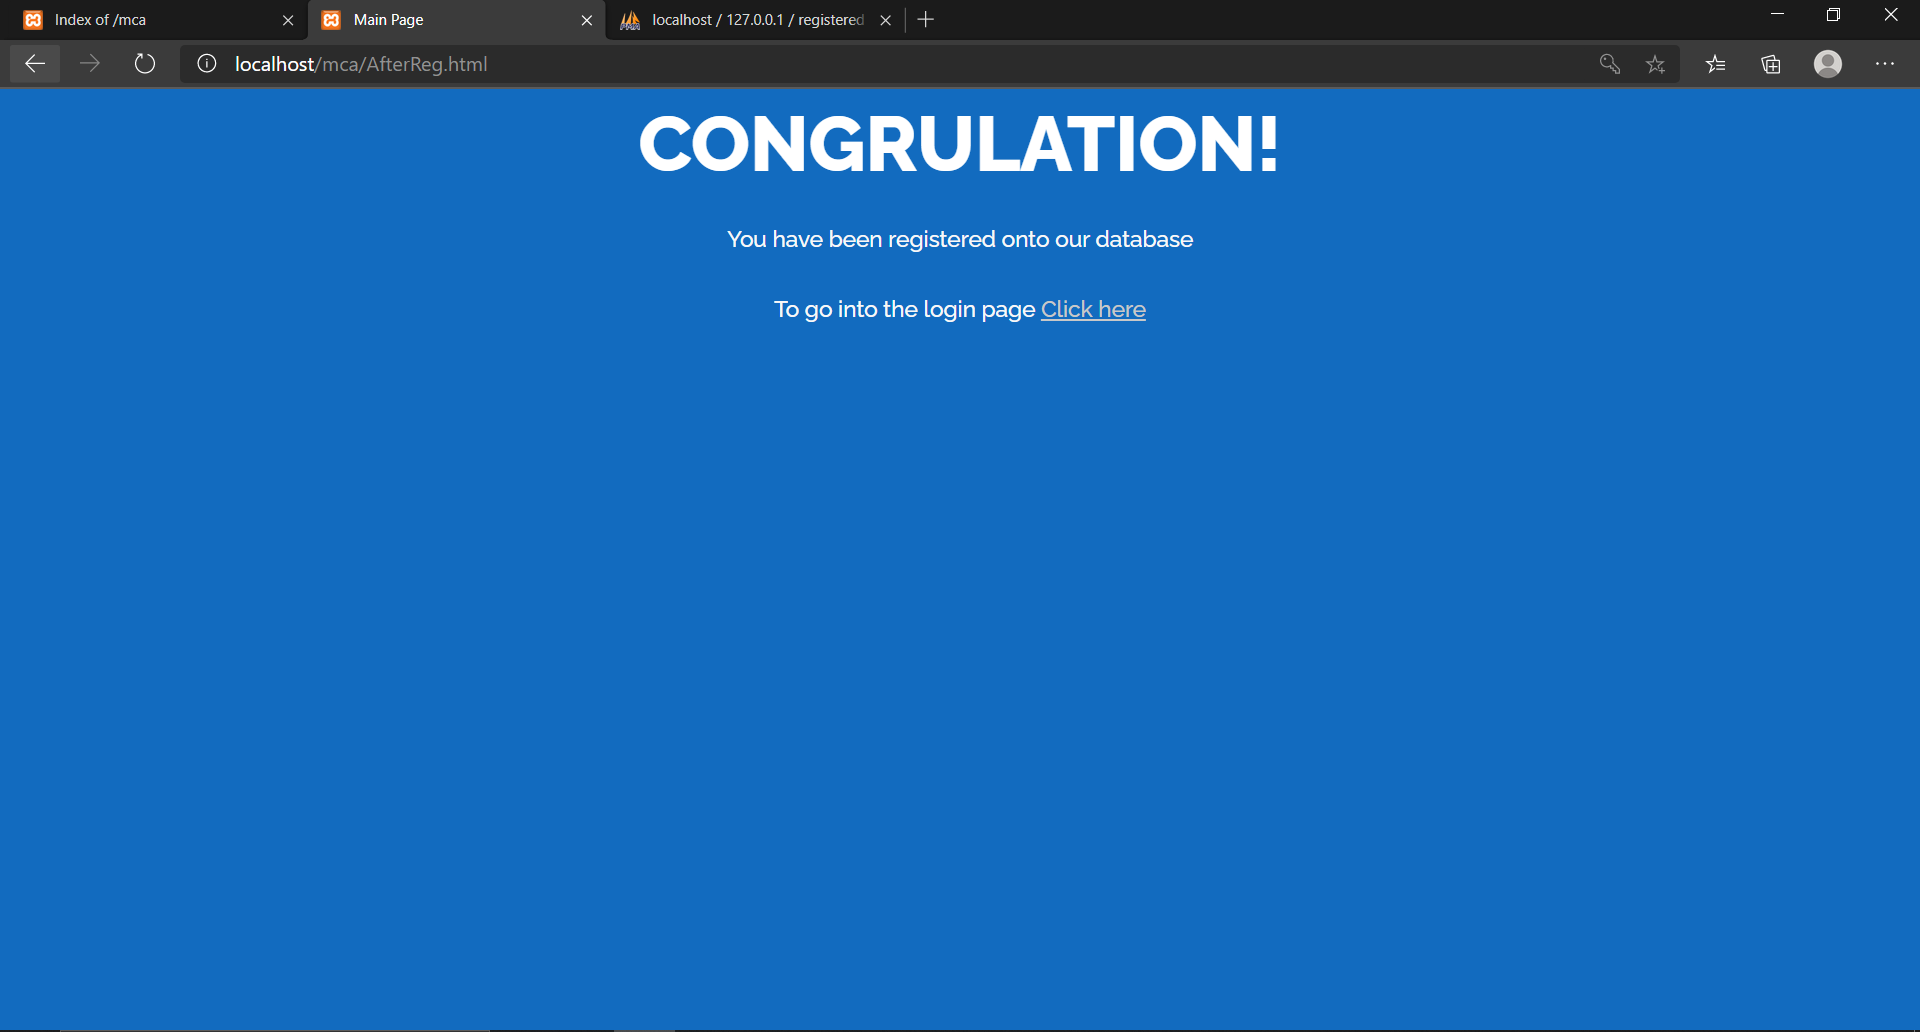 Index of /mca
Main Page
localhost / 127.0.0.1 / registered
localhost/mca/AfterReg.html
CONGRULATION!
You have been registered onto our database
To go into the login page Click here